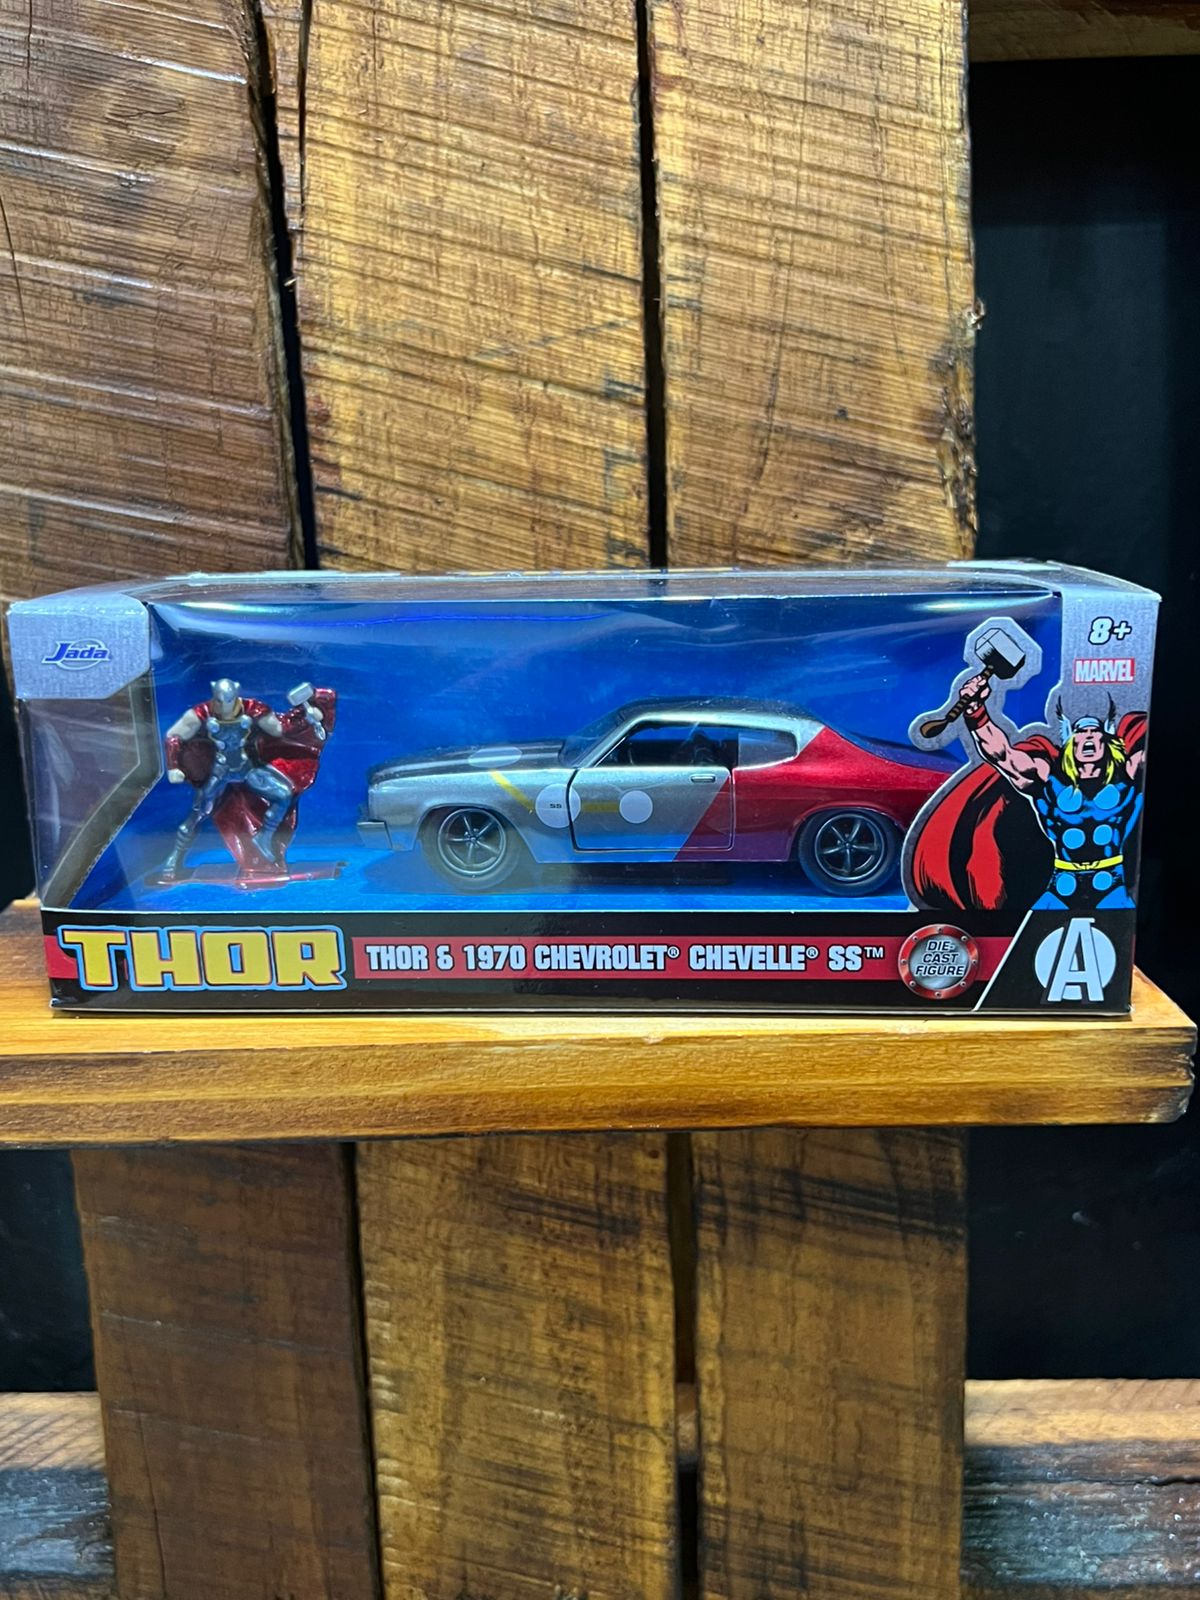 Jada
8+
MARVEL
SS
THOR
THOR & 1970 CHEVROLET® CHEVELLE® SS™
DIE-
CAST
FIGURE
A